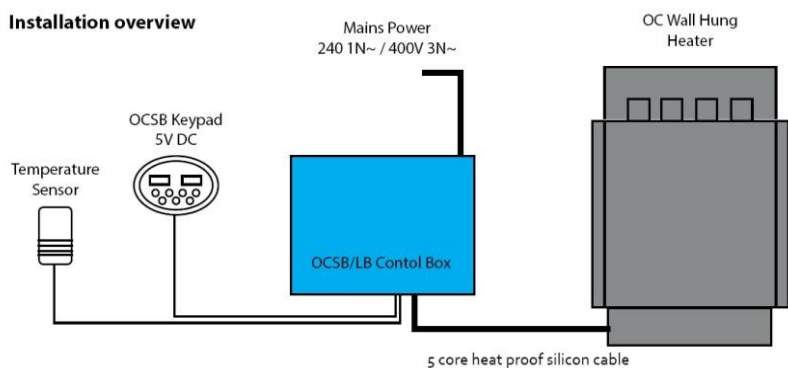 Installation overview
Mains Power
240 1N~ / 400V 3N~
OC Wall Hung
Heater
OCSB Keypad
5V DC
Temperature
Sensor
OCSB/LB Contol Box
5 core heat proof silicon cable